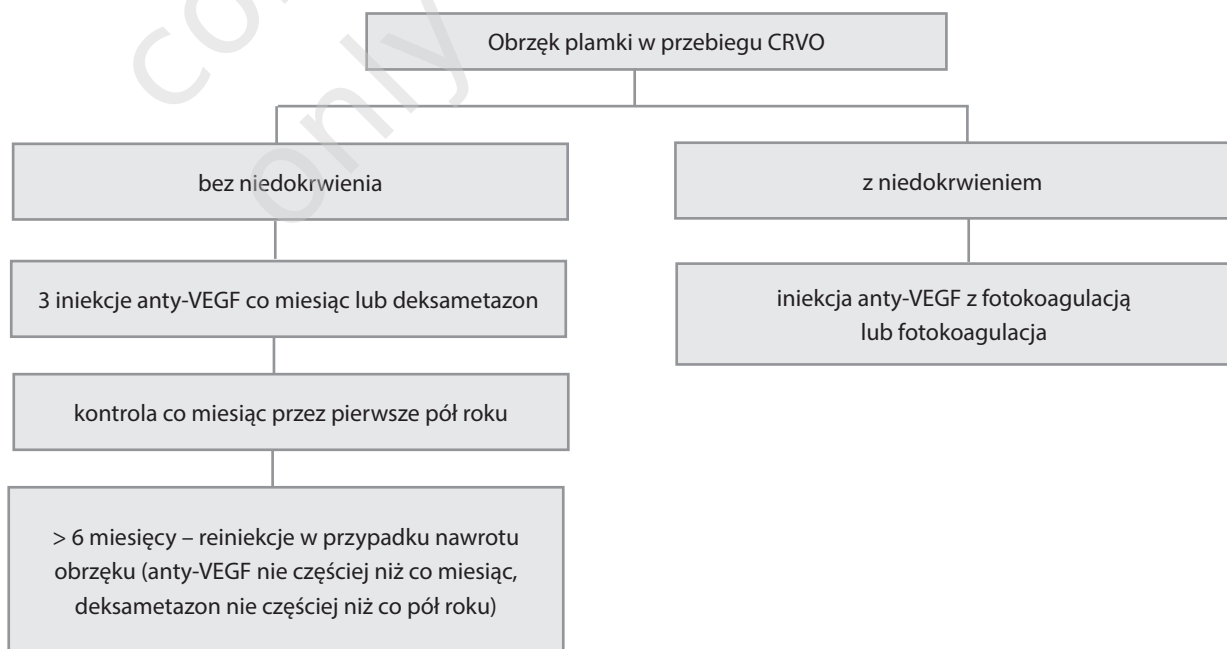 Obrzęk plamki w przebiegu CRVO
bez niedokrwienia
z niedokrwieniem
3 iniekcje anty-VEGF co miesiąc lub deksametazon
iniekcja anty-VEGF z fotokoagulacją
lub fotokoagulacja
kontrola co miesiąc przez pierwsze pół roku
> 6 miesięcy – reiniekcje w przypadku nawrotu
obrzęku (anty-VEGF nie częściej niż co miesiąc,
deksametazon nie częściej niż co pół roku)
only